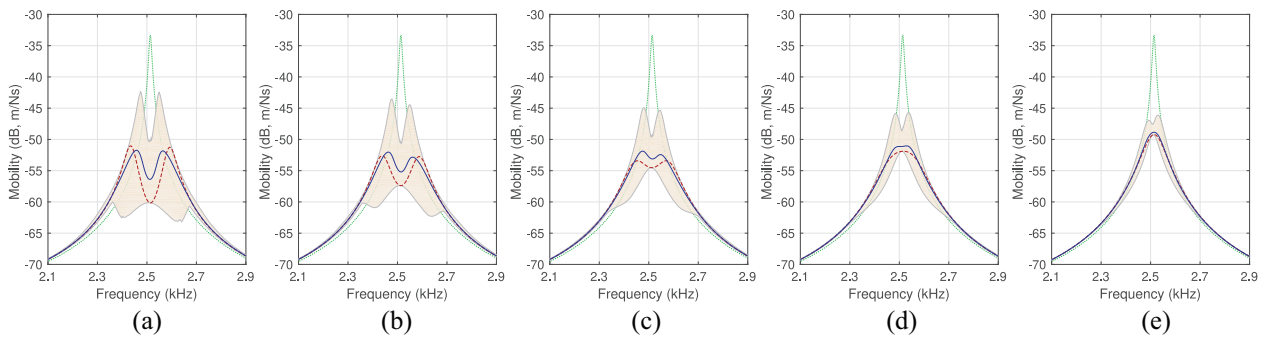 -30 -30 -30 -30 -30
-35 -35 -35 -35 -35
-40 -40 -40 -40 -40
-45 -45 -45 -45 -45
-50 -50 -50 -50 -50
-55 -55 -55 -55 -55
-60 -60 -60 -60 -60
-65 -65 -65 -65 -65
-70 -70 -70 -70 -70
Mobility (dB, m/Ns) Mobility (dB, m/Ns) Mobility (dB, m/Ns) Mobility (dB, m/Ns) Mobility (dB, m/Ns)
2.1 2.3 2.5 2.7 2.9 2.1 2.3 2.5 2.7 2.9 2.1 2.3 2.5 2.7 2.9 2.1 2.3 2.5 2.7 2.9 2.1 2.3 2.5 2.7 2.9
Frequency (kHz) Frequency (kHz) Frequency (kHz) Frequency (kHz) Frequency (kHz)
(a) (b) (c) (d) (e)